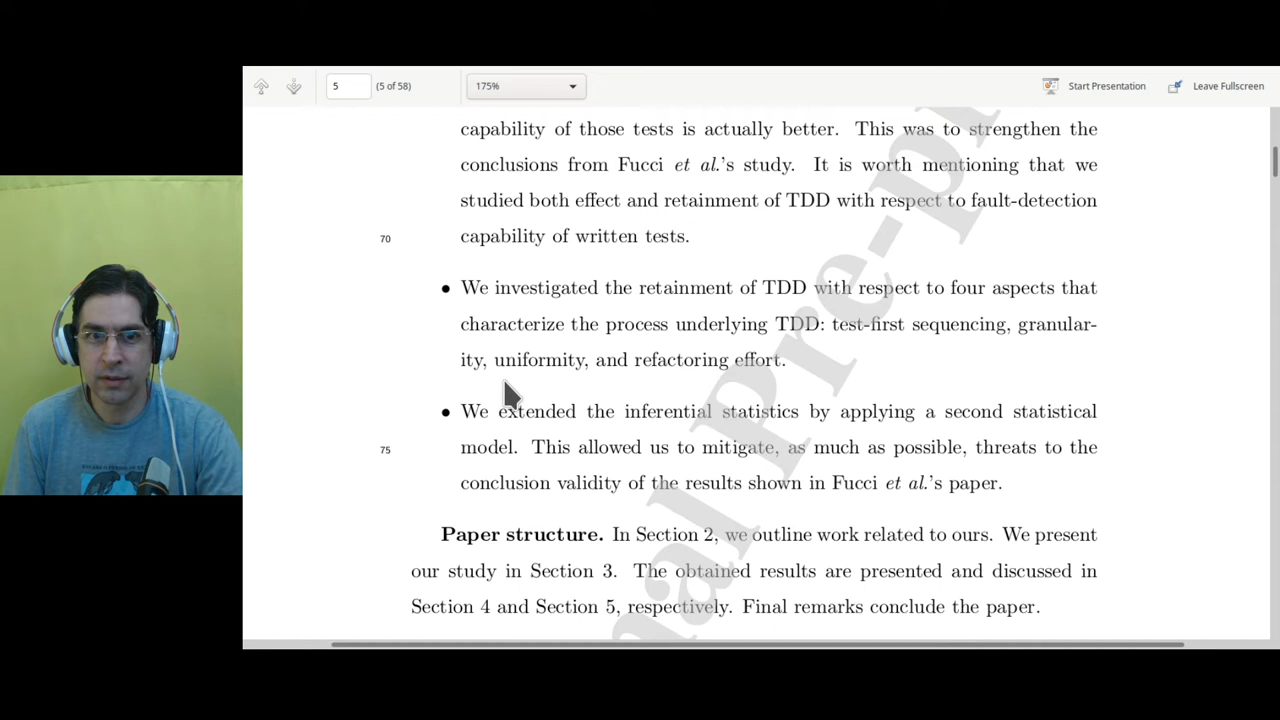 5
(5 of 58)
175%
Start Presentation
Leave Fullscreen
capability of those tests is actually better. This was to strengthen the
conclusions from Fucci et al.'s study. It is worth mentioning that we
studied both effect and retainment of TDD with respect to fault-detection
70 capability of written tests.
• We investigated the retainment of TDD with respect to four aspects that
characterize the process underlying TDD: test-first sequencing, granular-
ity, uniformity, and refactoring effort.
• We extended the inferential statistics by applying a second statistical
75 model. This allowed us to mitigate, as much as possible, threats to the
conclusion validity of the results shown in Fucci et al.'s paper.
Paper structure. In Section 2, we outline work related to ours. We present
our study in Section 3. The obtained results are presented and discussed in
Section 4 and Section 5, respectively. Final remarks conclude the paper.
nal Pre-p